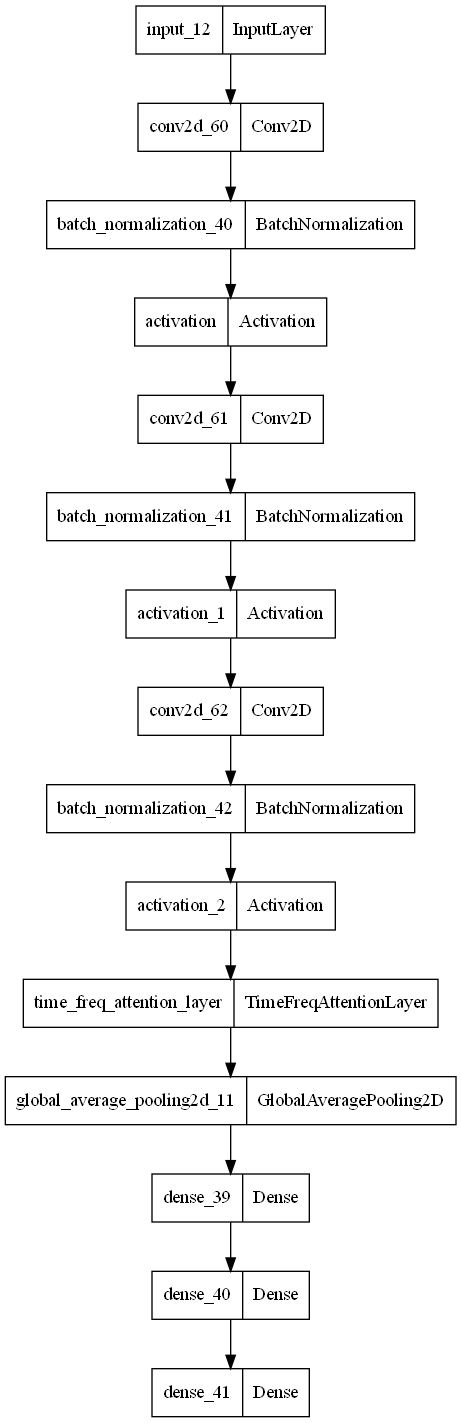 input_12 InputLayer
conv2d_60 Conv2D
batch_normalization_40 BatchNormalization
activation Activation
conv2d_61 Conv2D
batch_normalization_41 BatchNormalization
activation_1 Activation
conv2d_62 Conv2D
batch_normalization_42 BatchNormalization
activation_2 Activation
time_freq_attention_layer TimeFreqAttentionLayer
global_average_pooling2d_11 GlobalAveragePooling2D
dense_39 Dense
dense_40 Dense
dense_41 Dense